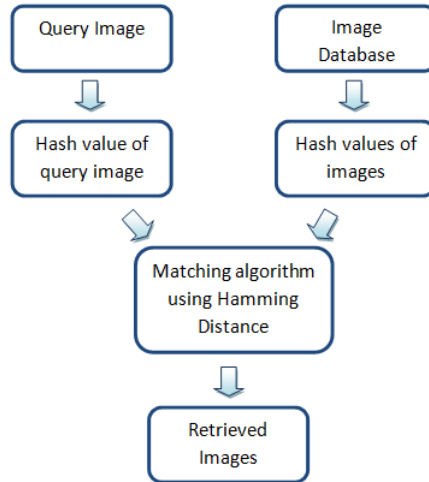 Query Image
Image
Database
Hash value of
query image
Hash values of
images
Matching algorithm
using Hamming
Distance
Retrieved
Images